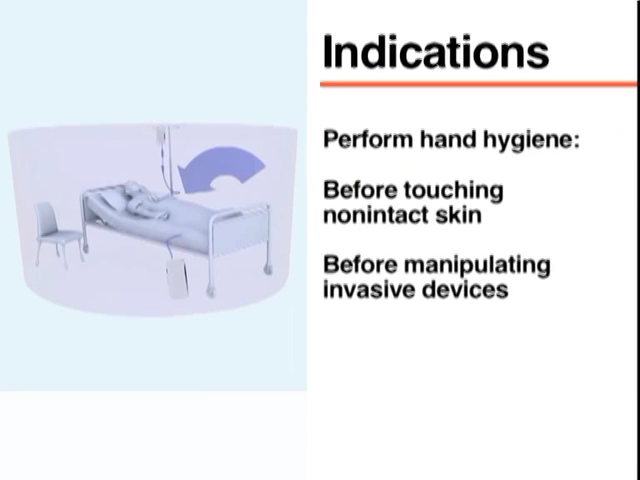 Indications
Perform hand hygiene:
Before touching
nonintact skin
Before manipulating
invasive devices